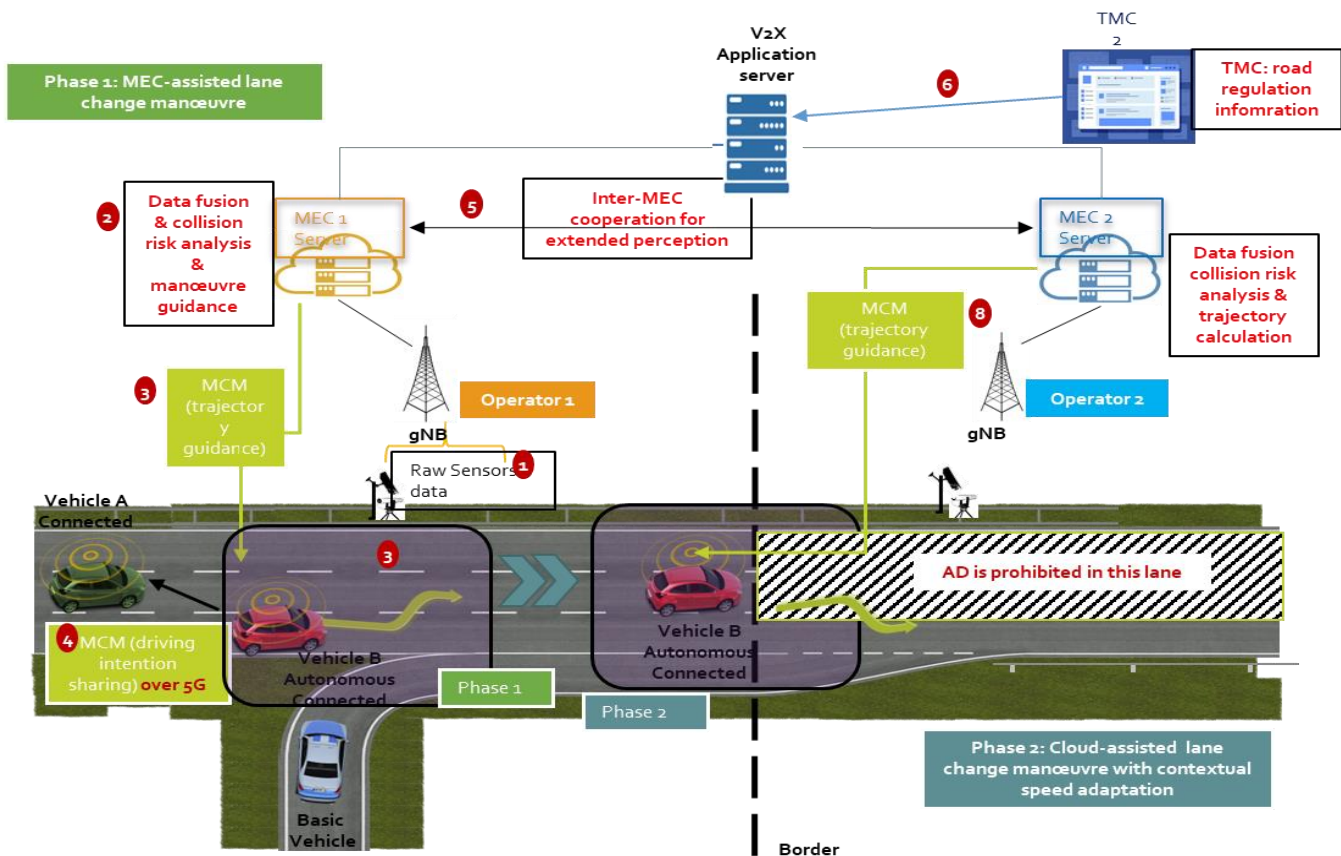 V2X
Application
server
TMC
2
Phase 1: MEC-assisted lane
change manœuvre
6
TMC: road
regulation
infomration
2
Data fusion
& collision
risk analysis
&
manœuvre
guidance
MEC 1
Server
5
Inter-MEC
cooperation for
extended perception
MEC 2
Server
Data fusion
collision risk
analysis &
trajectory
calculation
MCM
(trajectory
guidance)
8
3
MCM
(trajector
y
guidance)
Operator 1
gNB
Operator 2
gNB
1
Raw Sensors
data
Vehicle A
Connected
3
AD is prohibited in this lane
4
MCM (driving
intention
sharing) over 5G
Vehicle B
Autonomous
Connected
Vehicle B
Autonomous
Connected
Phase 1
Phase 2
Phase 2: Cloud-assisted lane
change manœuvre with contextual
speed adaptation
Basic
Vehicle
Border